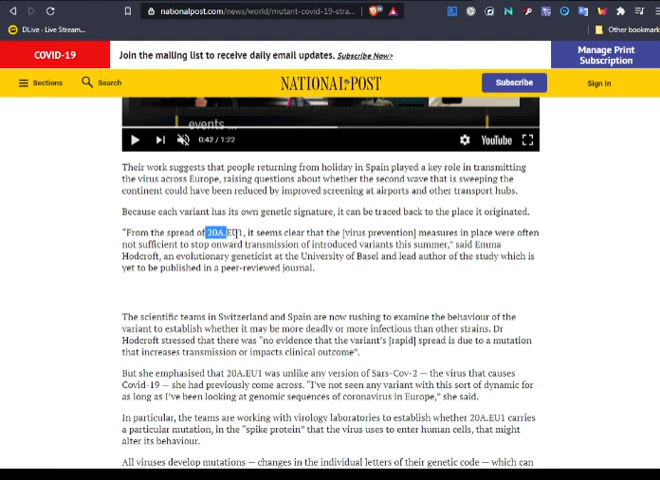 nationalpost.com/news/world/mutant-covid-19-stra...
DLive - Live Stream...
Other bookmark
COVID-19
Join the mailing list to receive daily email updates. Subscribe Now>
Manage Print
Subscription
Sections
Search
NATIONAL POST
Subscribe
Sign In
events ...
0:42 / 1:22
YouTube
Their work suggests that people returning from holiday in Spain played a key role in transmitting
the virus across Europe, raising questions about whether the second wave that is sweeping the
continent could have been reduced by improved screening at airports and other transport hubs.
Because each variant has its own genetic signature, it can be traced back to the place it originated.
“From the spread of 20A.EU1, it seems clear that the [virus prevention] measures in place were often
not sufficient to stop onward transmission of introduced variants this summer,” said Emma
Hodcroft, an evolutionary geneticist at the University of Basel and lead author of the study which is
yet to be published in a peer-reviewed journal.
The scientific teams in Switzerland and Spain are now rushing to examine the behaviour of the
variant to establish whether it may be more deadly or more infectious than other strains. Dr
Hodcroft stressed that there was “no evidence that the variant’s [rapid] spread is due to a mutation
that increases transmission or impacts clinical outcome”.
But she emphasised that 20A.EU1 was unlike any version of Sars-Cov-2 — the virus that causes
Covid-19 — she had previously come across. “I’ve not seen any variant with this sort of dynamic for
as long as I’ve been looking at genomic sequences of coronavirus in Europe,” she said.
In particular, the teams are working with virology laboratories to establish whether 20A.EU1 carries
a particular mutation, in the “spike protein” that the virus uses to enter human cells, that might
alter its behaviour.
All viruses develop mutations — changes in the individual letters of their genetic code — which can